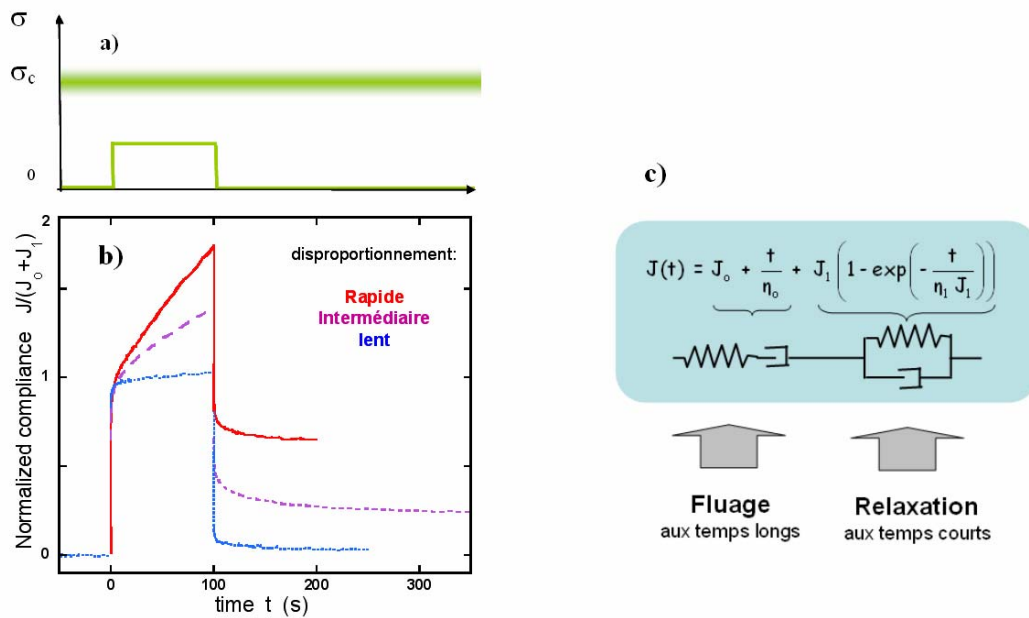 σ
a)
σc
0
2
b)
disproportionnement:
Rapide
Intermédiaire
lent
Normalized compliance J/(Jo+J1)
1
0
0
100
200
300
time t (s)
c)
J(t) = Jo + t/ηo + J1(1-exp(-t/(η1 J1)))
Fluage
aux temps longs
Relaxation
aux temps courts